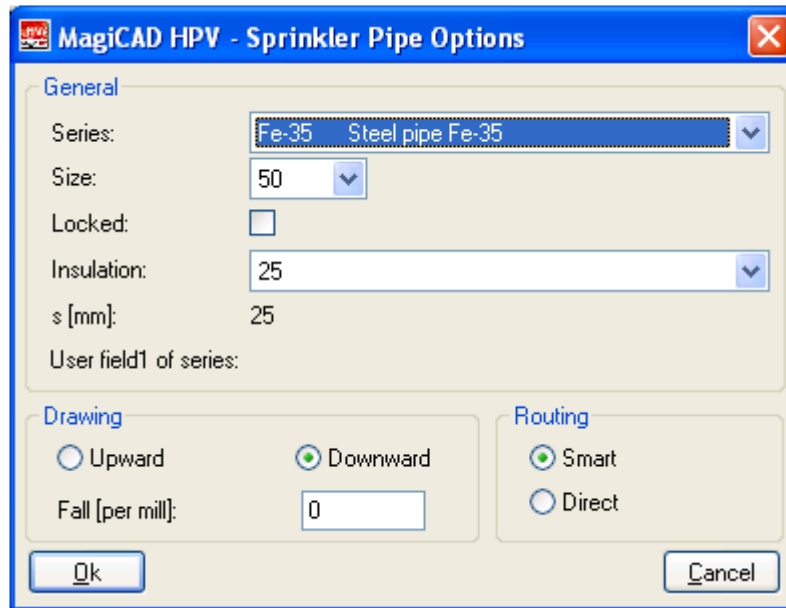 MagiCAD HPV - Sprinkler Pipe Options
General
Series: Fe-35 Steel pipe Fe-35
Size: 50
Locked:
Insulation: 25
s [mm]: 25
User field1 of series:
Drawing
Upward Downward
Fall [per mill]: 0
Routing
Smart
Direct
Ok Cancel